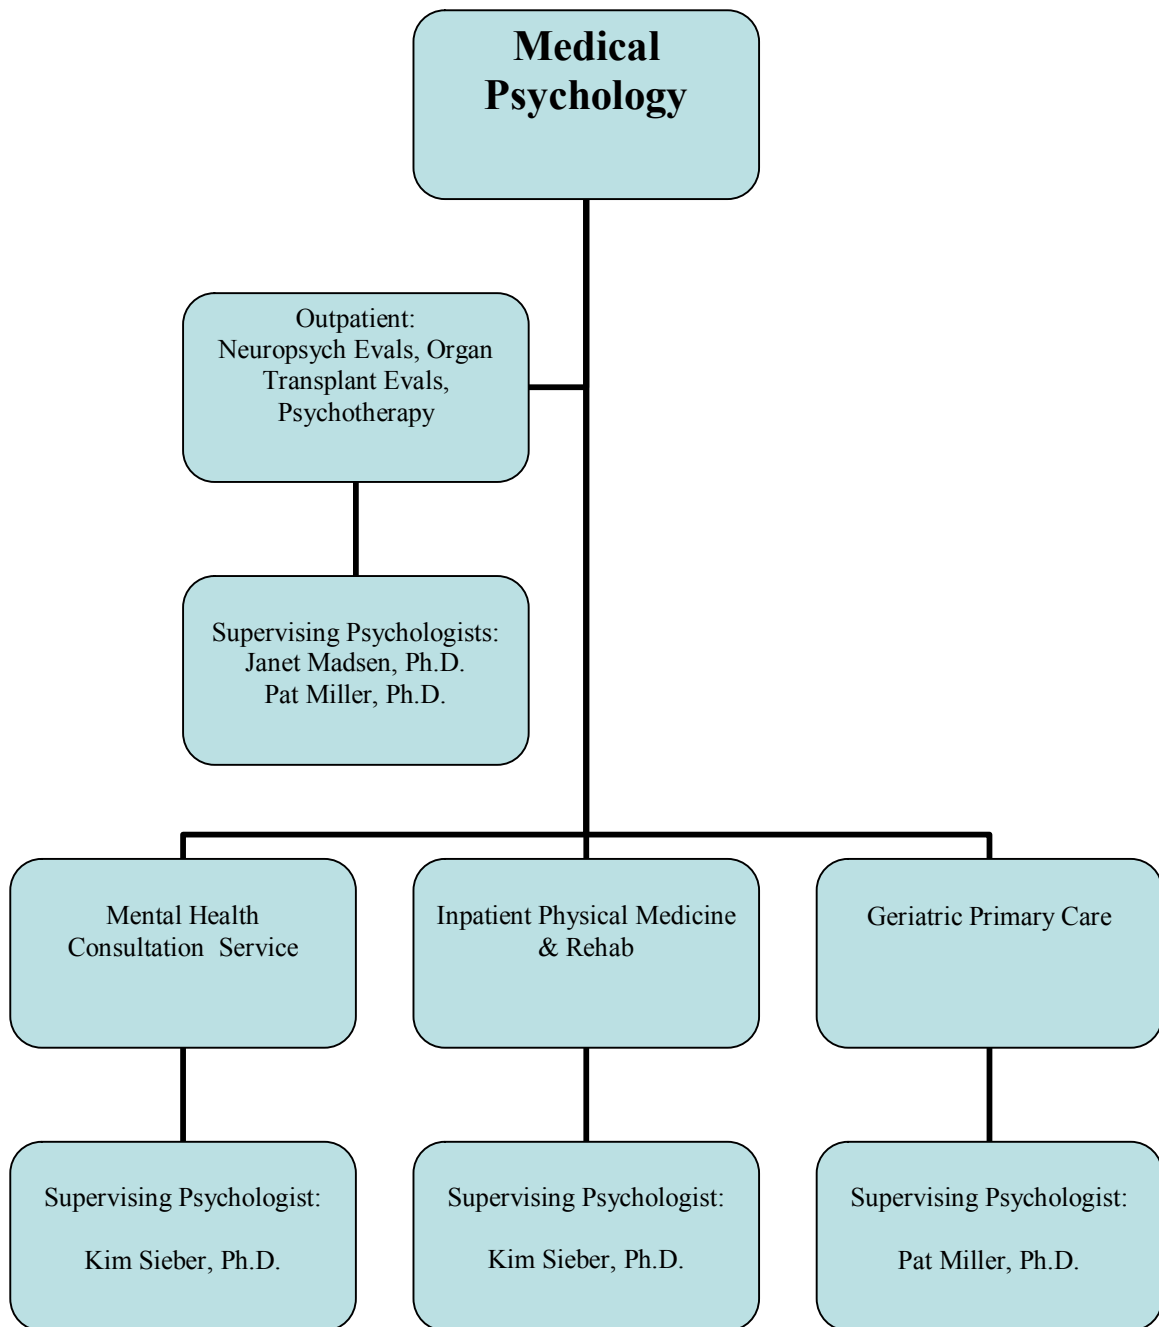 Medical
Psychology
Outpatient:
Neuropsych Evals, Organ
Transplant Evals,
Psychotherapy
Supervising Psychologists:
Janet Madsen, Ph.D.
Pat Miller, Ph.D.
Mental Health
Consultation  Service
Inpatient Physical Medicine
& Rehab
Geriatric Primary Care
Supervising Psychologist:
Kim Sieber, Ph.D.
Supervising Psychologist:
Kim Sieber, Ph.D.
Supervising Psychologist:
Pat Miller, Ph.D.